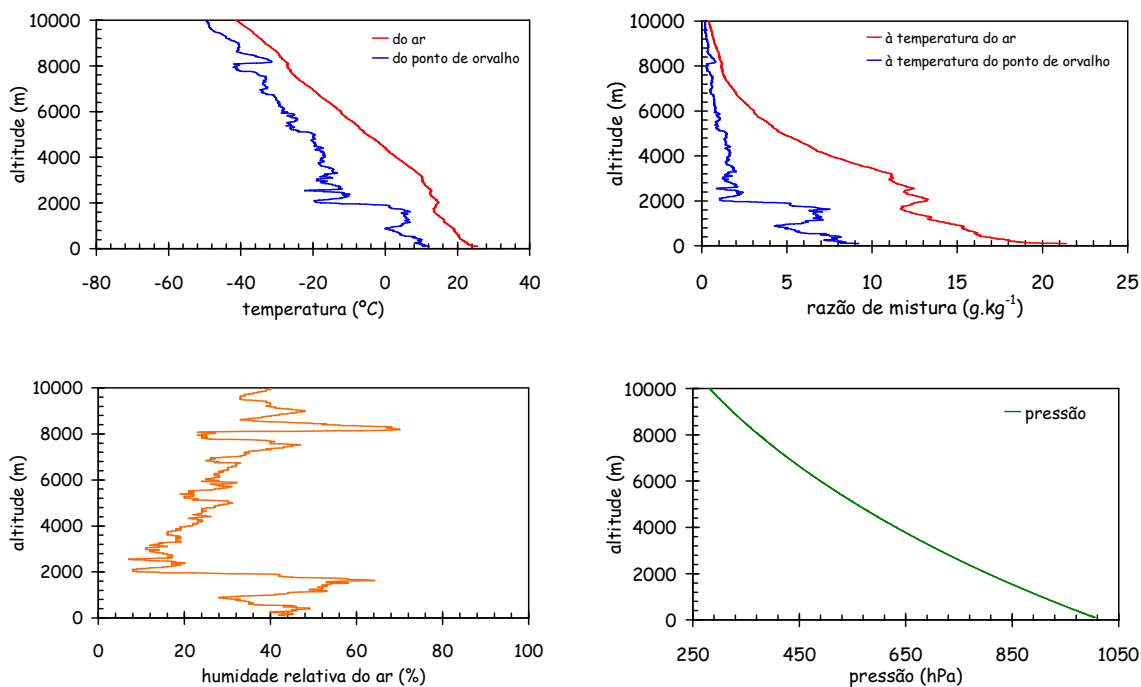 10000
8000
6000
4000
2000
0
altitude (m)
do ar
do ponto de orvalho
-80 -60 -40 -20 0 20 40
temperatura (ºC)
10000
8000
6000
4000
2000
0
altitude (m)
à temperatura do ar
à temperatura do ponto de orvalho
0 5 10 15 20 25
razão de mistura (g.kg-1)
10000
8000
6000
4000
2000
0
altitude (m)
0 20 40 60 80 100
humidade relativa do ar (%)
10000
8000
6000
4000
2000
0
altitude (m)
pressão
250 450 650 850 1050
pressão (hPa)